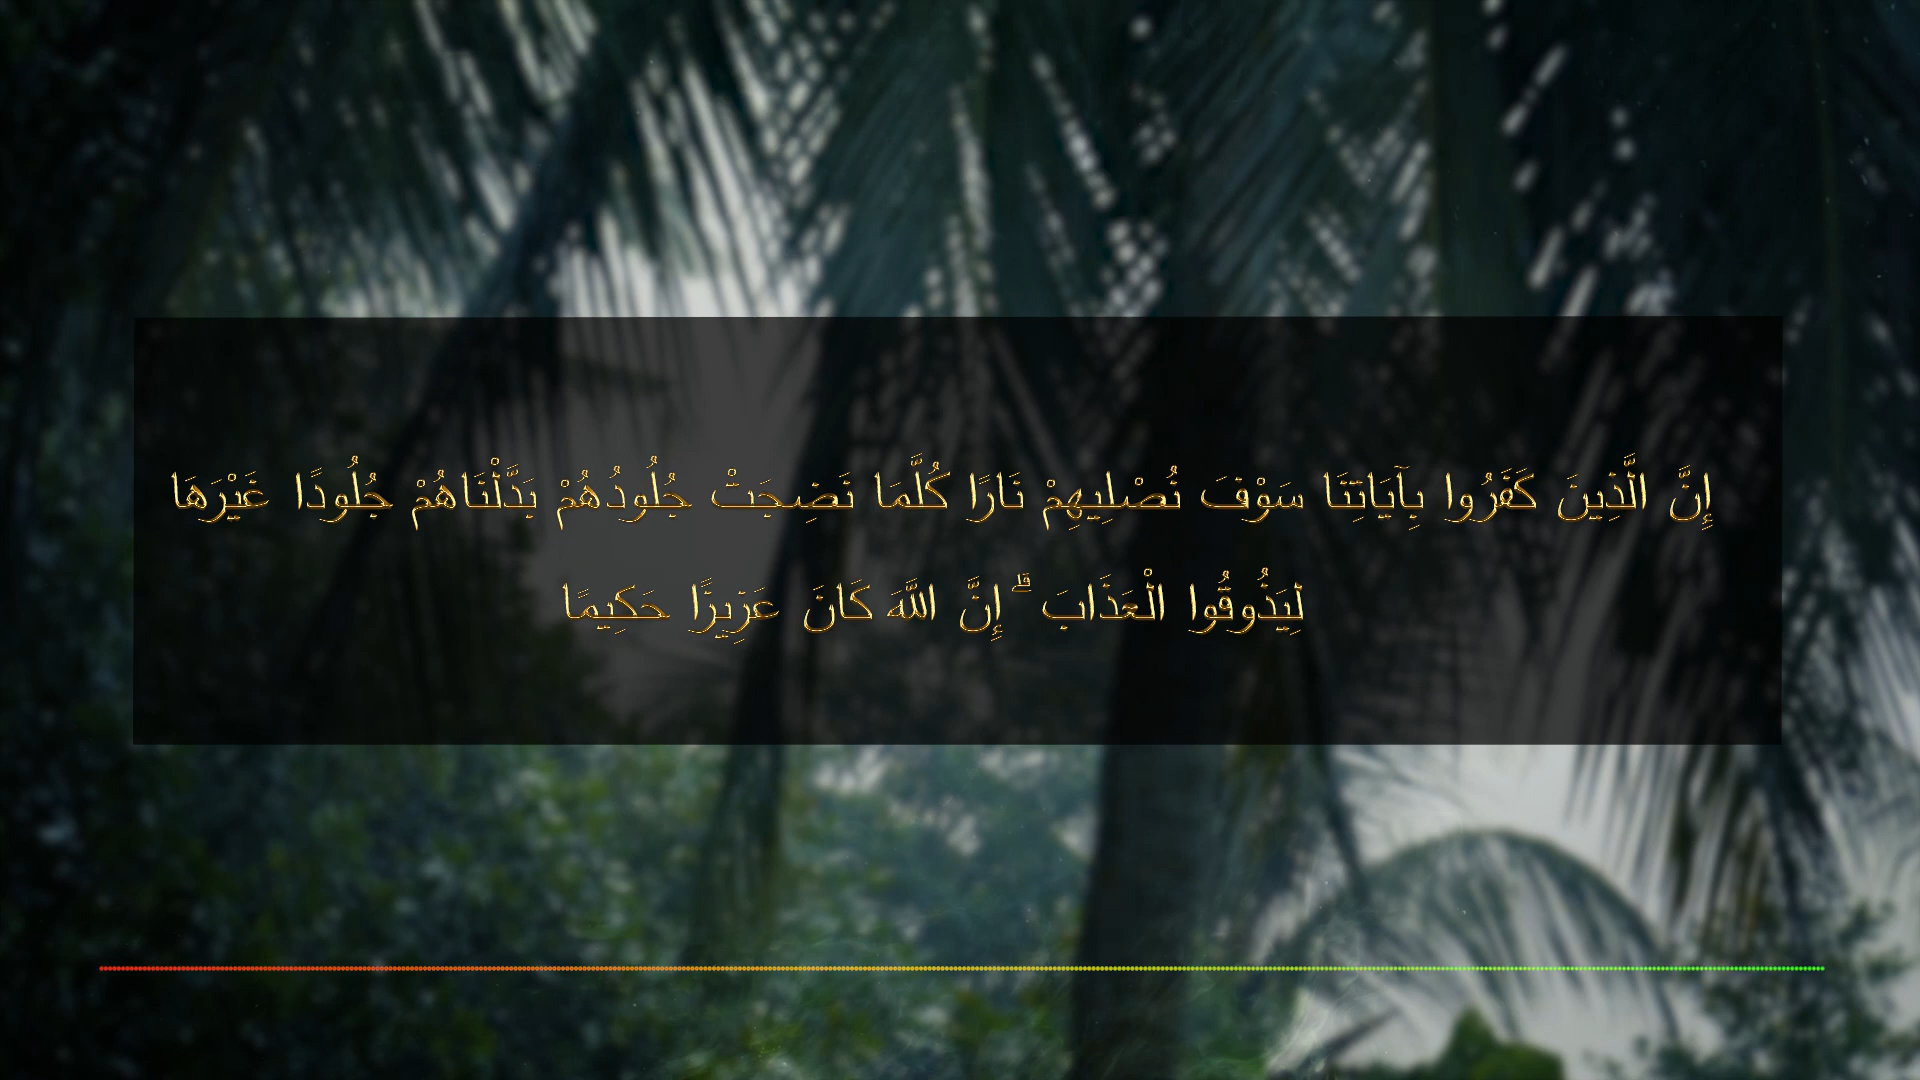 إِنَّ الَّذِينَ كَفَرُوا بِآيَاتِنَا سَوْفَ نُصْلِيهِمْ نَارًا كُلَّمَا نَضِجَتْ جُلُودُهُمْ بَدَّلْنَاهُمْ جُلُودًا غَيْرَهَا
لِيَذُوقُوا الْعَذَابَ ۗ إِنَّ اللَّهَ كَانَ عَزِيزًا حَكِيمًا